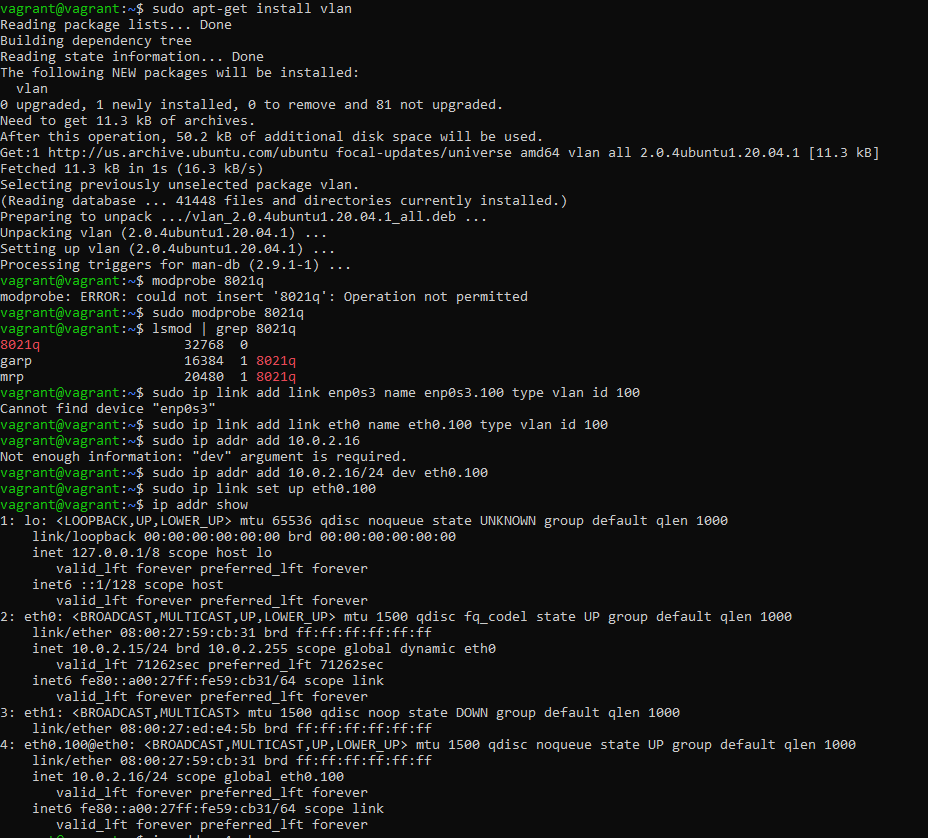 vagrant@vagrant:~$ sudo apt-get install vlan
Reading package lists... Done
Building dependency tree
Reading state information... Done
The following NEW packages will be installed:
  vlan
0 upgraded, 1 newly installed, 0 to remove and 81 not upgraded.
Need to get 11.3 kB of archives.
After this operation, 50.2 kB of additional disk space will be used.
Get:1 http://us.archive.ubuntu.com/ubuntu focal-updates/universe amd64 vlan all 2.0.4ubuntu1.20.04.1 [11.3 kB]
Fetched 11.3 kB in 1s (16.3 kB/s)
Selecting previously unselected package vlan.
(Reading database ... 41448 files and directories currently installed.)
Preparing to unpack .../vlan_2.0.4ubuntu1.20.04.1_all.deb ...
Unpacking vlan (2.0.4ubuntu1.20.04.1) ...
Setting up vlan (2.0.4ubuntu1.20.04.1) ...
Processing triggers for man-db (2.9.1-1) ...
vagrant@vagrant:~$ modprobe 8021q
modprobe: ERROR: could not insert '8021q': Operation not permitted
vagrant@vagrant:~$ sudo modprobe 8021q
vagrant@vagrant:~$ lsmod | grep 8021q
8021q                  32768  0
garp                   16384  1 8021q
mrp                    20480  1 8021q
vagrant@vagrant:~$ sudo ip link add link enp0s3 name enp0s3.100 type vlan id 100
Cannot find device "enp0s3"
vagrant@vagrant:~$ sudo ip link add link eth0 name eth0.100 type vlan id 100
vagrant@vagrant:~$ sudo ip addr add 10.0.2.16
Not enough information: "dev" argument is required.
vagrant@vagrant:~$ sudo ip addr add 10.0.2.16/24 dev eth0.100
vagrant@vagrant:~$ sudo ip link set up eth0.100
vagrant@vagrant:~$ ip addr show
1: lo: <LOOPBACK,UP,LOWER_UP> mtu 65536 qdisc noqueue state UNKNOWN group default qlen 1000
    link/loopback 00:00:00:00:00:00 brd 00:00:00:00:00:00
    inet 127.0.0.1/8 scope host lo
       valid_lft forever preferred_lft forever
    inet6 ::1/128 scope host
       valid_lft forever preferred_lft forever
2: eth0: <BROADCAST,MULTICAST,UP,LOWER_UP> mtu 1500 qdisc fq_codel state UP group default qlen 1000
    link/ether 08:00:27:59:cb:31 brd ff:ff:ff:ff:ff:ff
    inet 10.0.2.15/24 brd 10.0.2.255 scope global dynamic eth0
       valid_lft 71262sec preferred_lft 71262sec
    inet6 fe80::a00:27ff:fe59:cb31/64 scope link
       valid_lft forever preferred_lft forever
3: eth1: <BROADCAST,MULTICAST> mtu 1500 qdisc noop state DOWN group default qlen 1000
    link/ether 08:00:27:ed:e4:5b brd ff:ff:ff:ff:ff:ff
4: eth0.100@eth0: <BROADCAST,MULTICAST,UP,LOWER_UP> mtu 1500 qdisc noqueue state UP group default qlen 1000
    link/ether 08:00:27:59:cb:31 brd ff:ff:ff:ff:ff:ff
    inet 10.0.2.16/24 scope global eth0.100
       valid_lft forever preferred_lft forever
    inet6 fe80::a00:27ff:fe59:cb31/64 scope link
       valid_lft forever preferred_lft forever